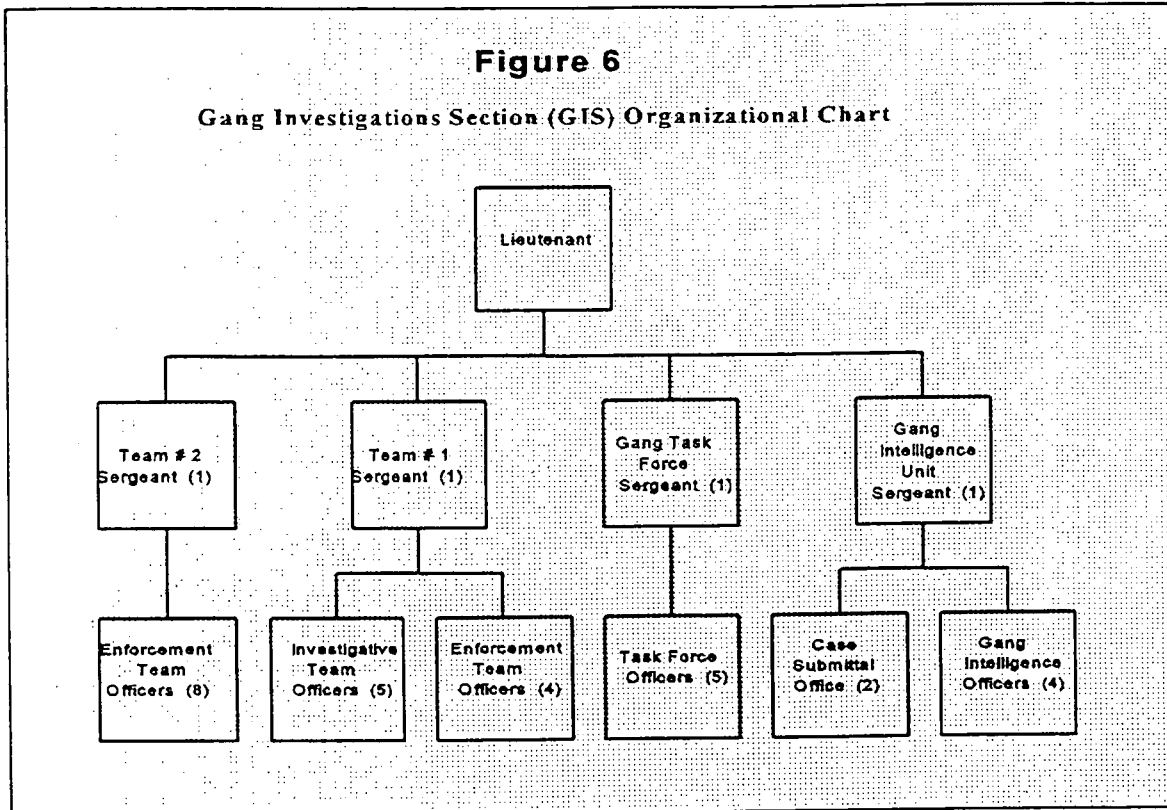 Figure 6
Gang Investigations Section (GIS) Organizational Chart
Lieutenant
Team # 2
Sergeant (1)
Team # 1
Sergeant (1)
Gang Task
Force
Sergeant (1)
Gang
Intelligence
Unit
Sergeant (1)
Enforcement
Team
Officers (8)
Investigative
Team
Officers (5)
Enforcement
Team
Officers (4)
Task Force
Officers (5)
Case
Submittal
Office (2)
Gang
Intelligence
Officers (4)